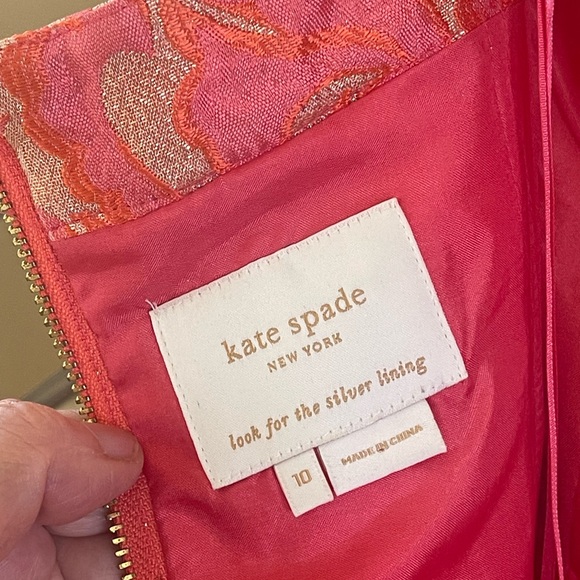 kate spade
NEW YORK
look for the silver lining
10
MADE IN CHINA